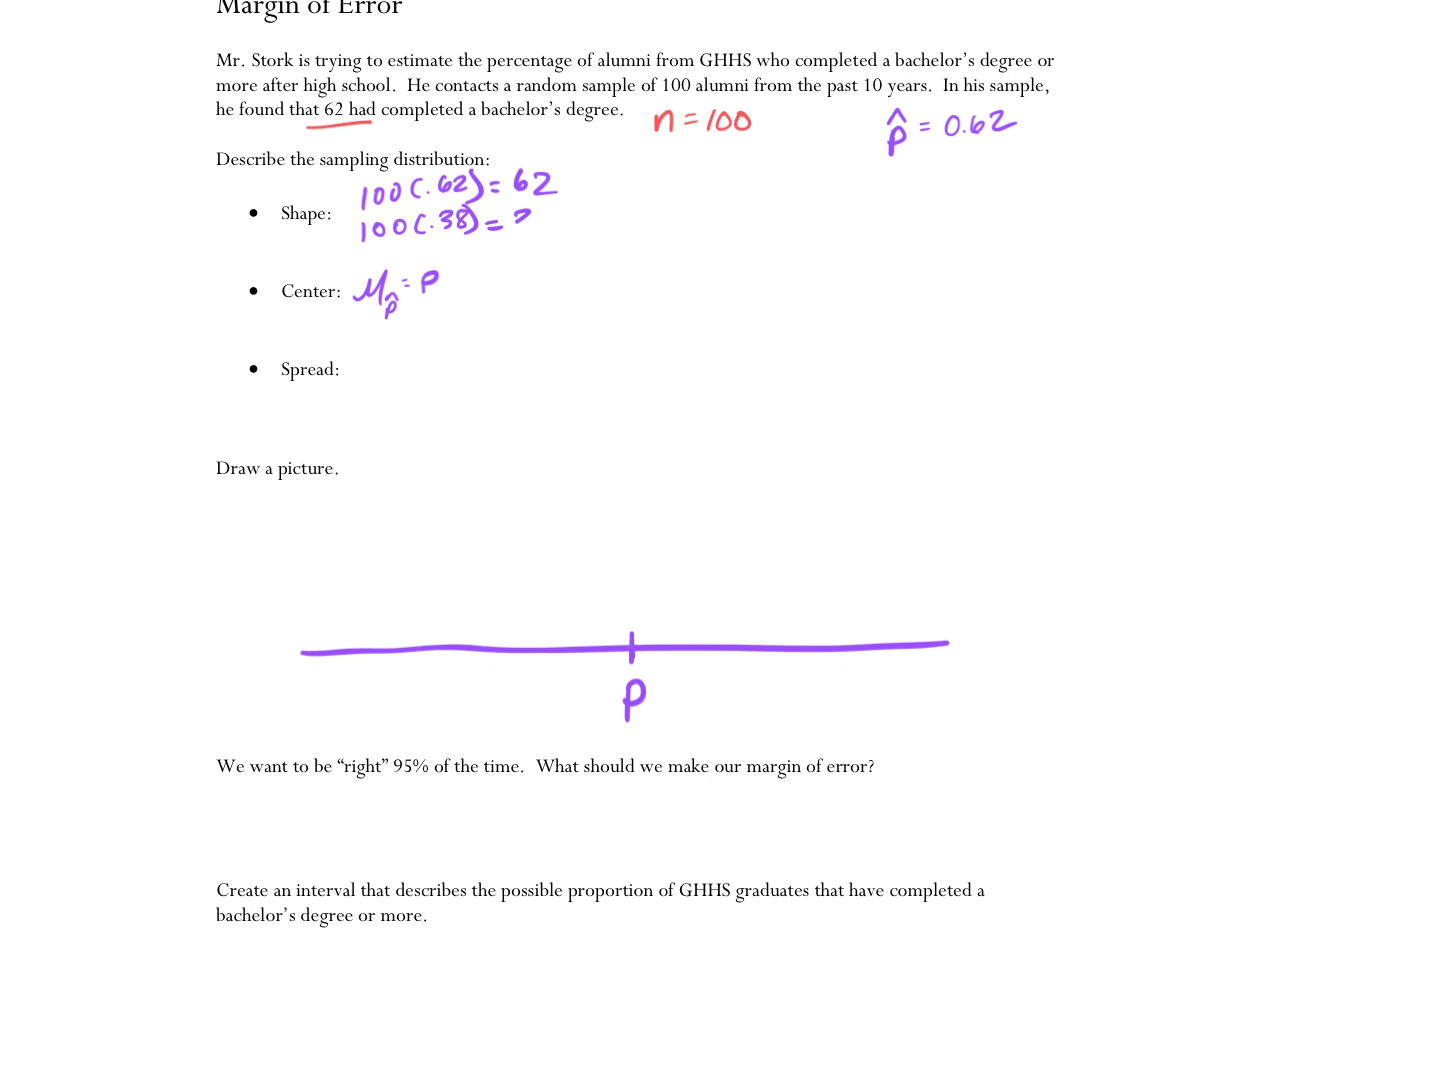 Margin of Error
Mr. Stork is trying to estimate the percentage of alumni from GHHS who completed a bachelor’s degree or
more after high school.  He contacts a random sample of 100 alumni from the past 10 years.  In his sample,
he found that 62 had completed a bachelor’s degree.
n = 100
p̂ = 0.62
Describe the sampling distribution:
• Shape:
100(.62) = 62
100(.38) = ?
• Center: μp̂ = p
• Spread:
Draw a picture.
p
We want to be “right” 95% of the time.  What should we make our margin of error?
Create an interval that describes the possible proportion of GHHS graduates that have completed a
bachelor’s degree or more.